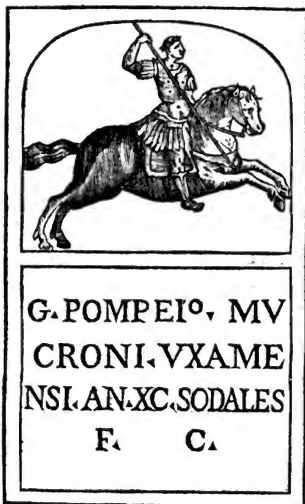 G. POMPEIO. MV
CRONI. VXAME
NSI. AN. XC. SODALES
F. C.